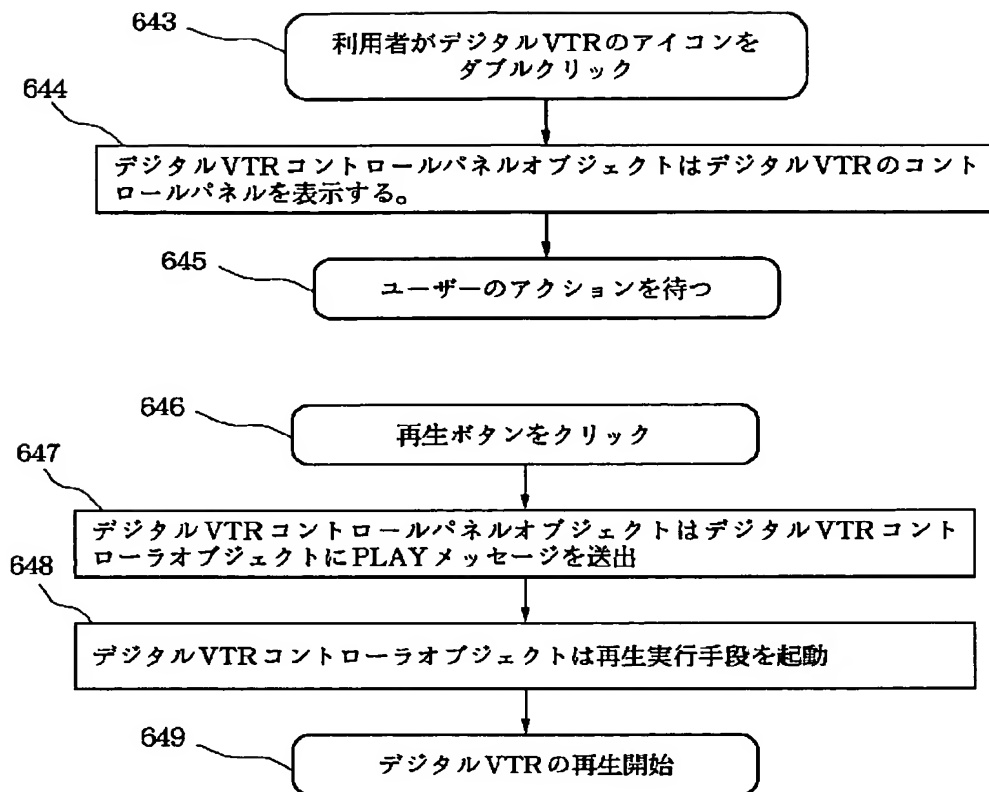 643
利用者がデジタルVTRのアイコンを
ダブルクリック
644
デジタルVTRコントロールパネルオブジェクトはデジタルVTRのコント
ロールパネルを表示する。
645
ユーザーのアクションを待つ
646
再生ボタンをクリック
647
デジタルVTRコントロールパネルオブジェクトはデジタルVTRコント
ローラオブジェクトにPLAYメッセージを送出
648
デジタルVTRコントローラオブジェクトは再生実行手段を起動
649
デジタルVTRの再生開始